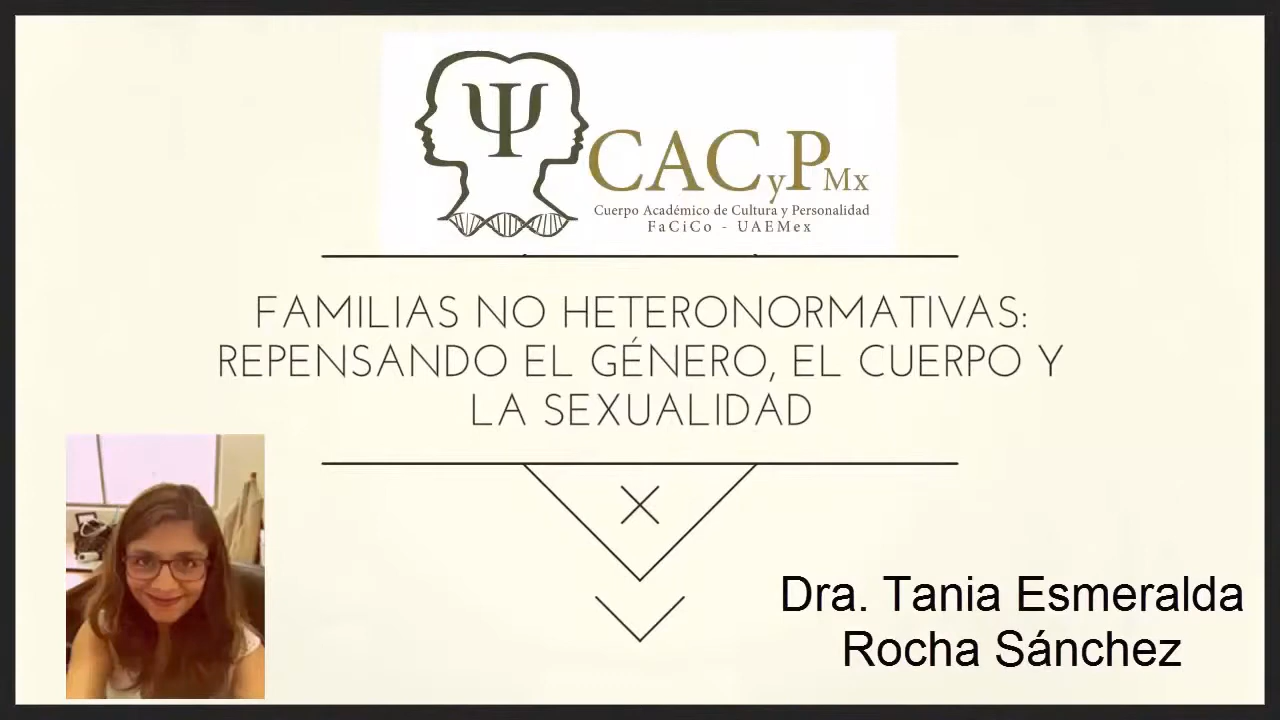 Ψ
CACyPMx
Cuerpo Académico de Cultura y Personalidad
FaCiCo - UAEMex
FAMILIAS NO HETERONORMATIVAS:
REPENSANDO EL GÉNERO, EL CUERPO Y
LA SEXUALIDAD
Dra. Tania Esmeralda
Rocha Sánchez